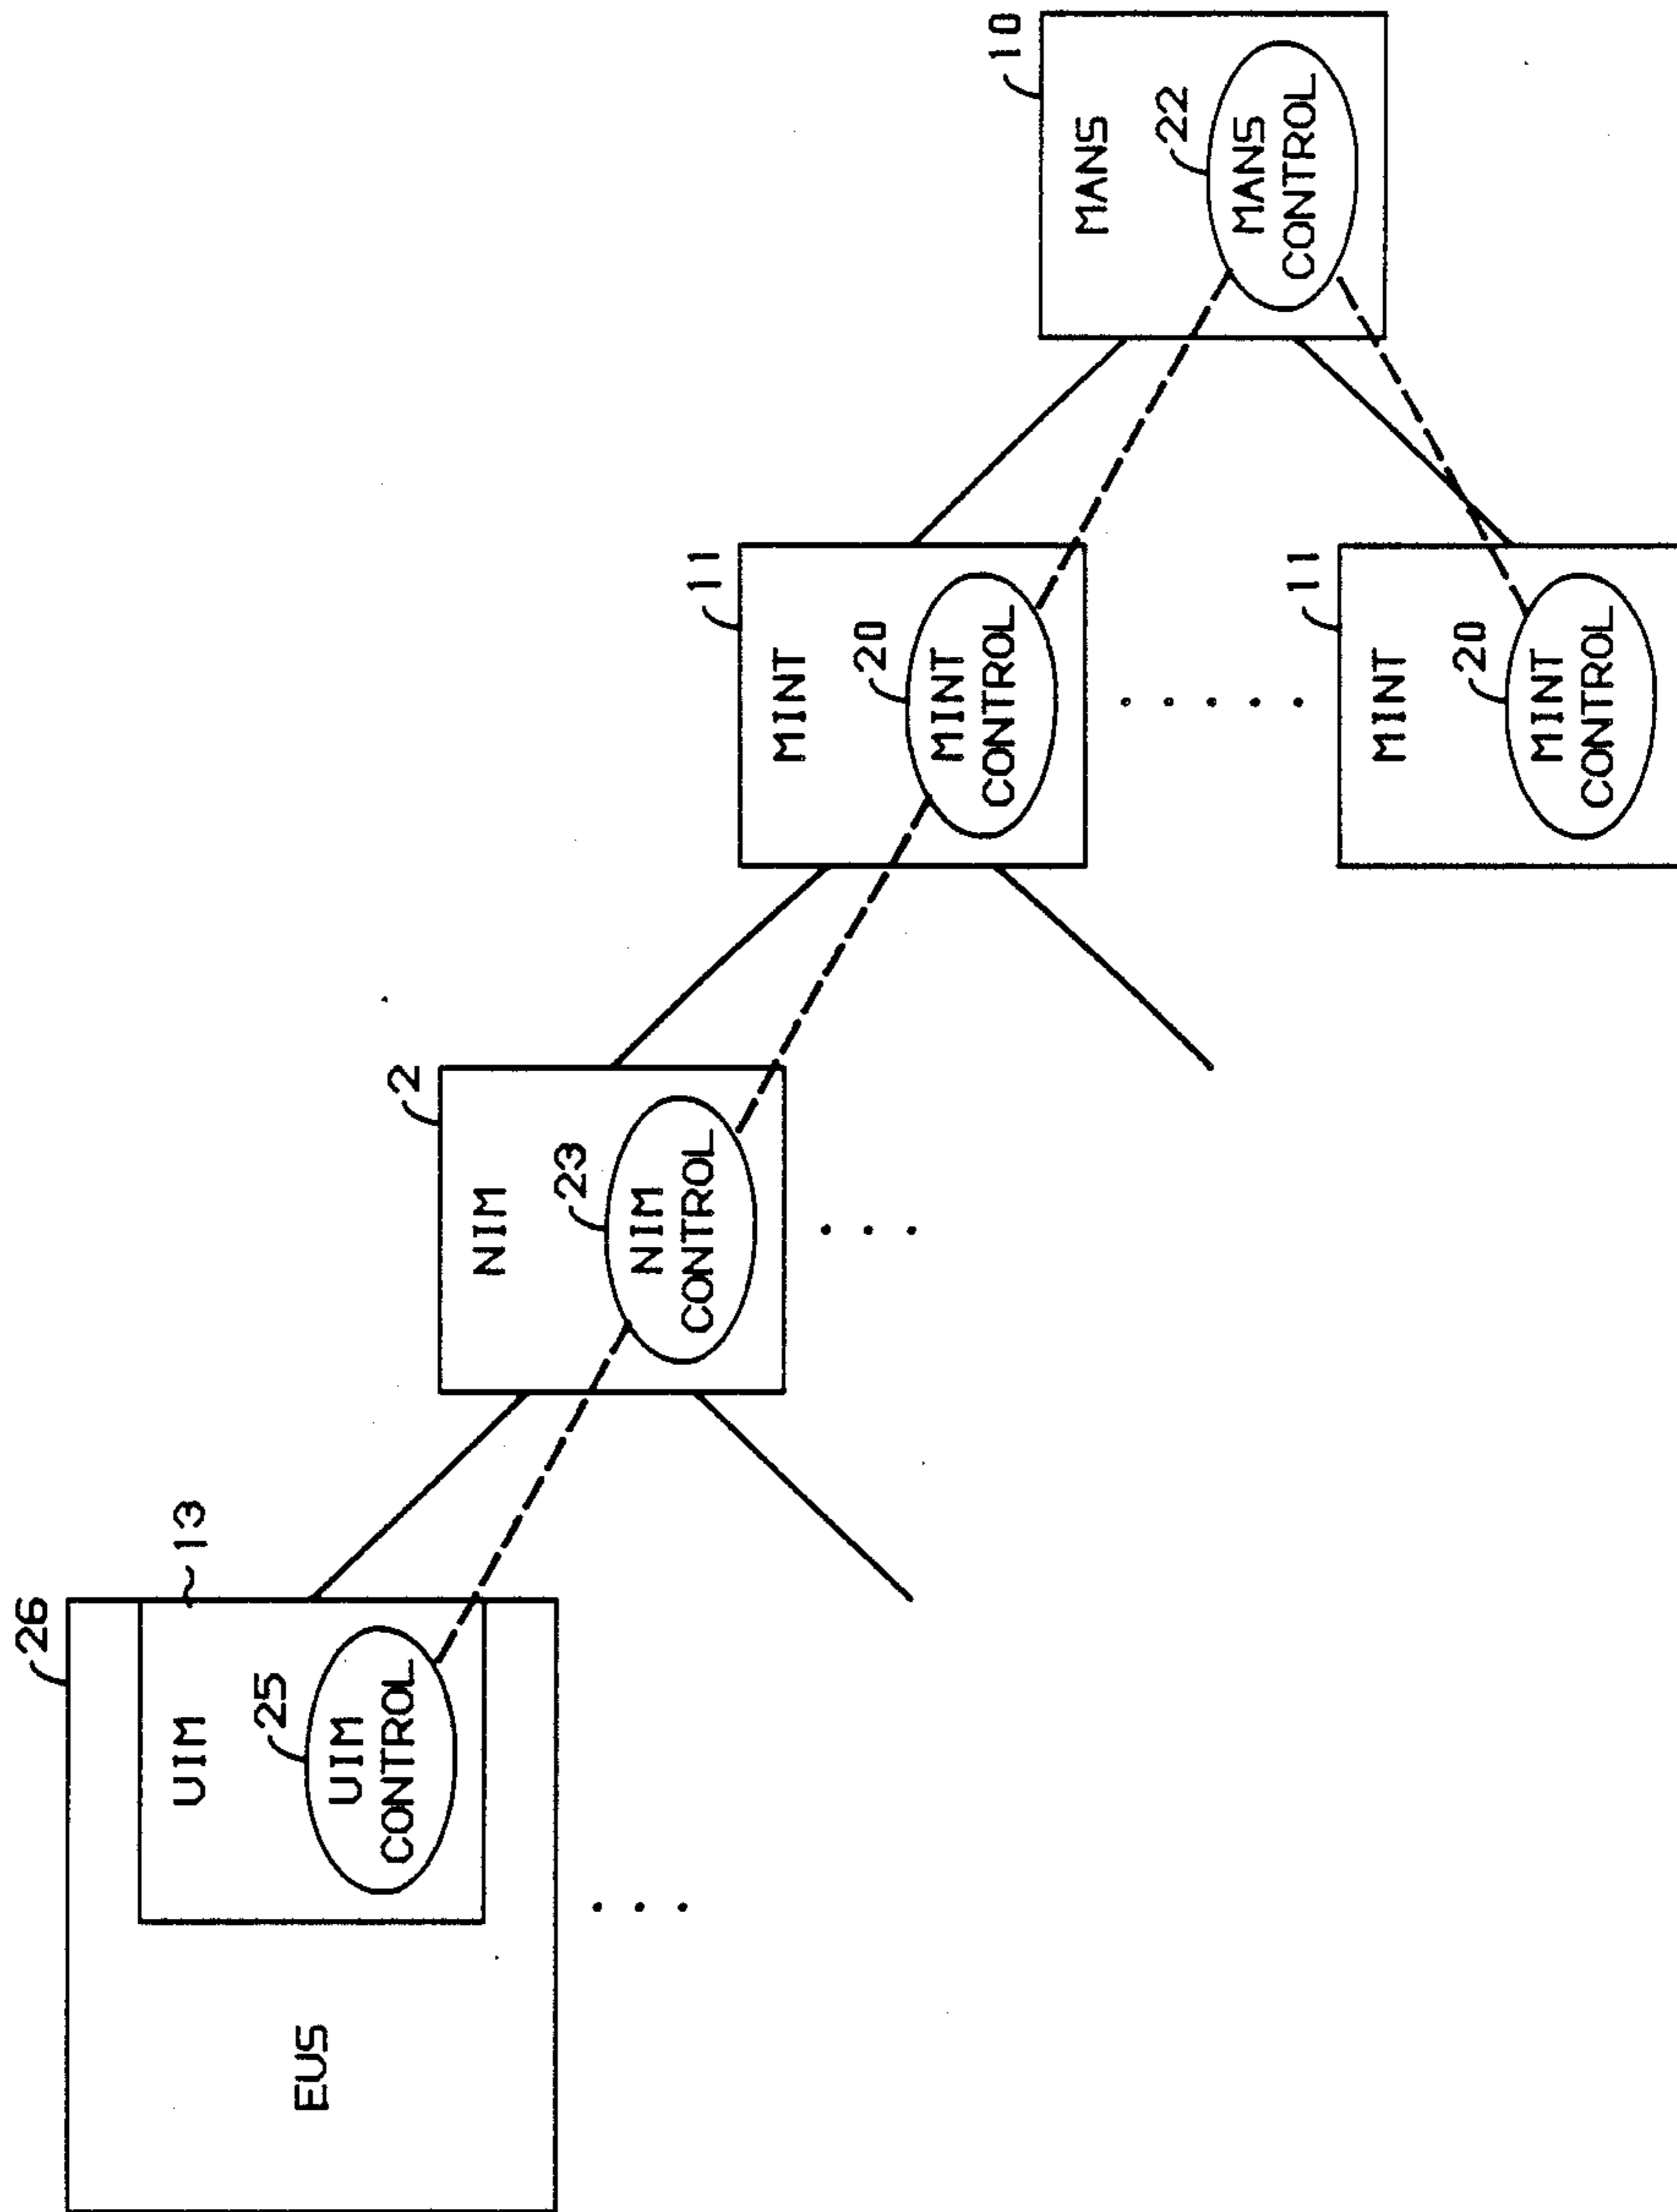 26
EUS
UIM
13
25
UIM
CONTROL
2
NIM
23
NIM
CONTROL
11
MINT
20
MINT
CONTROL
11
MINT
20
MINT
CONTROL
10
MANS
22
MANS
CONTROL